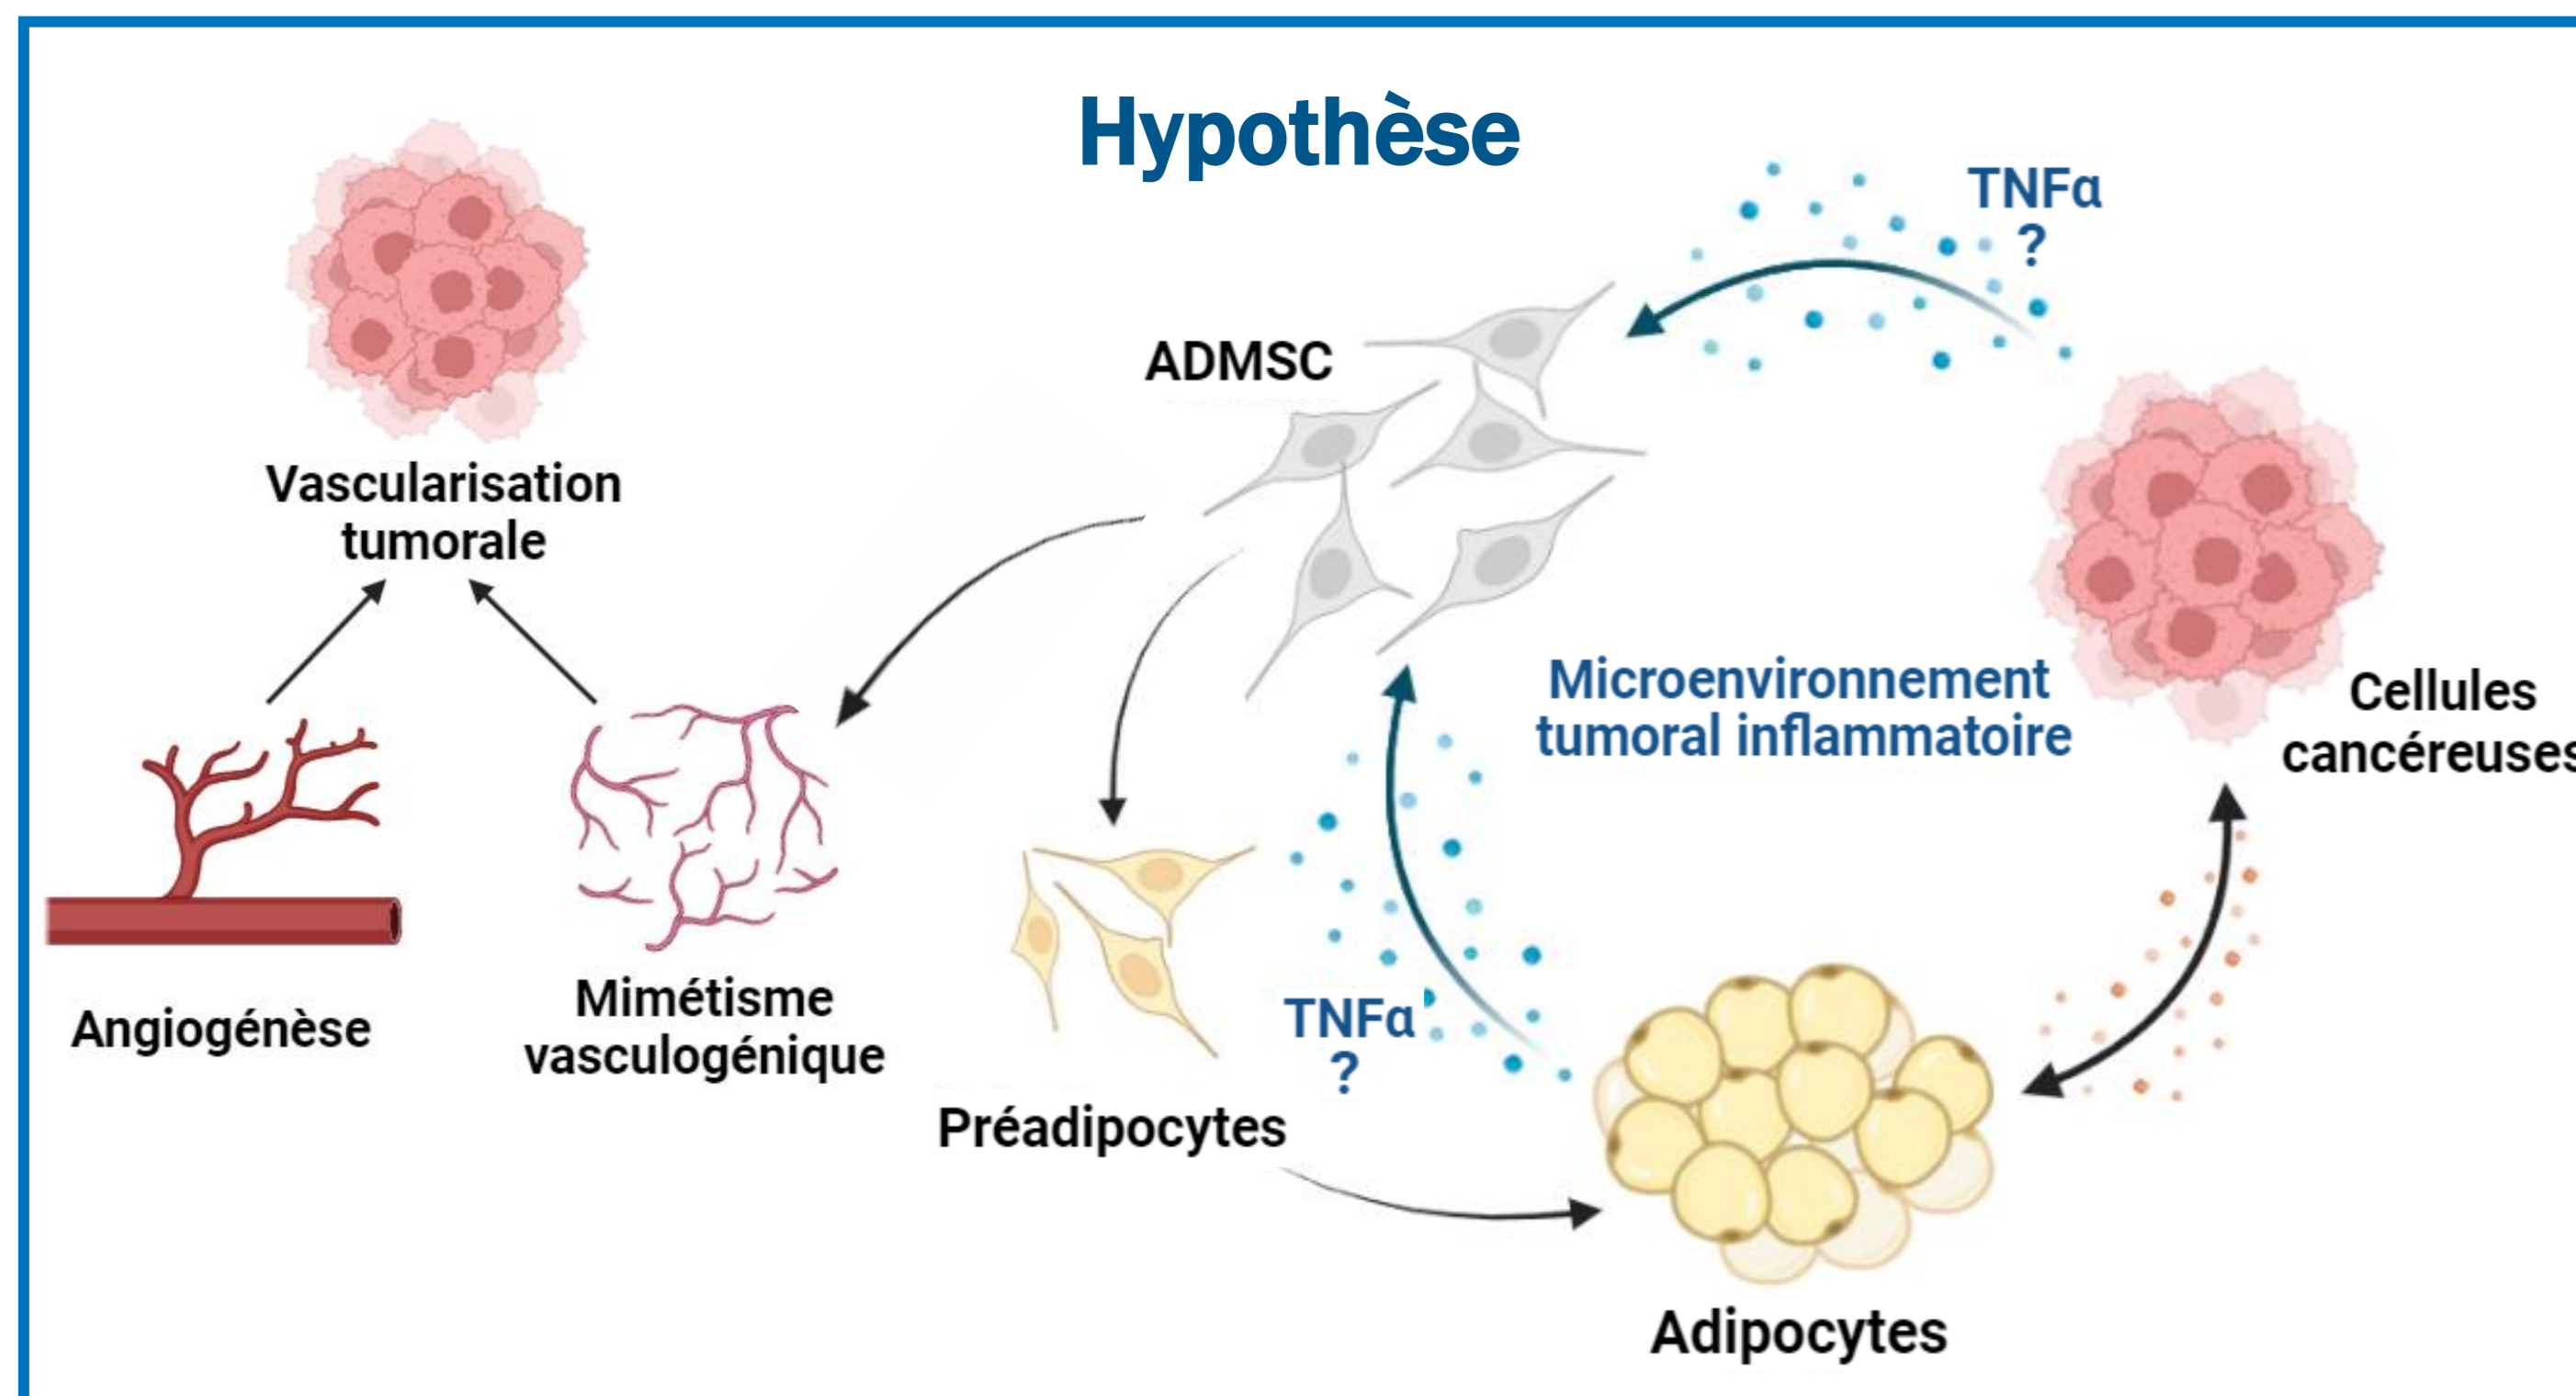 Hypothèse
TNFα
?
ADMSC
Vascularisation
tumorale
Microenvironnement
tumoral inflammatoire
Cellules
cancéreuses
Angiogénèse
Mimétisme
vasculogénique
TNFα
?
Préadipocytes
Adipocytes